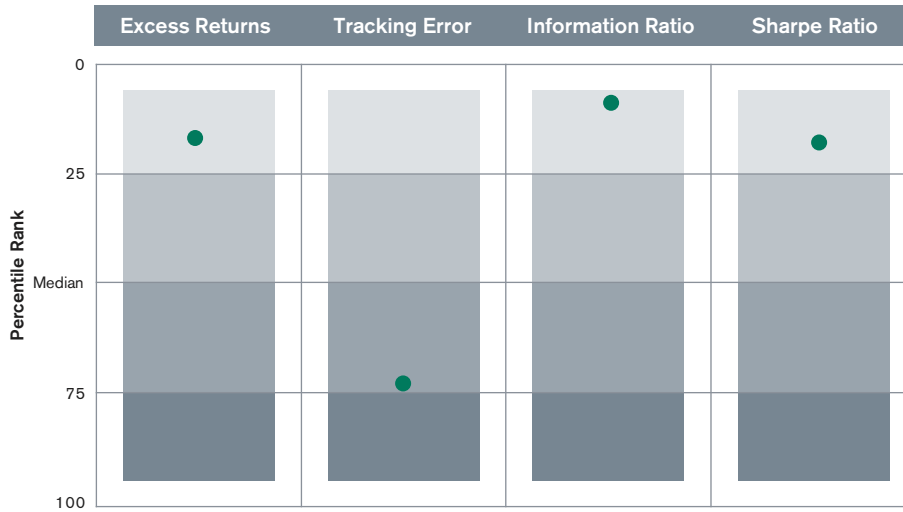 Excess Returns Tracking Error Information Ratio Sharpe Ratio
0
25
Median
75
100
Percentile Rank